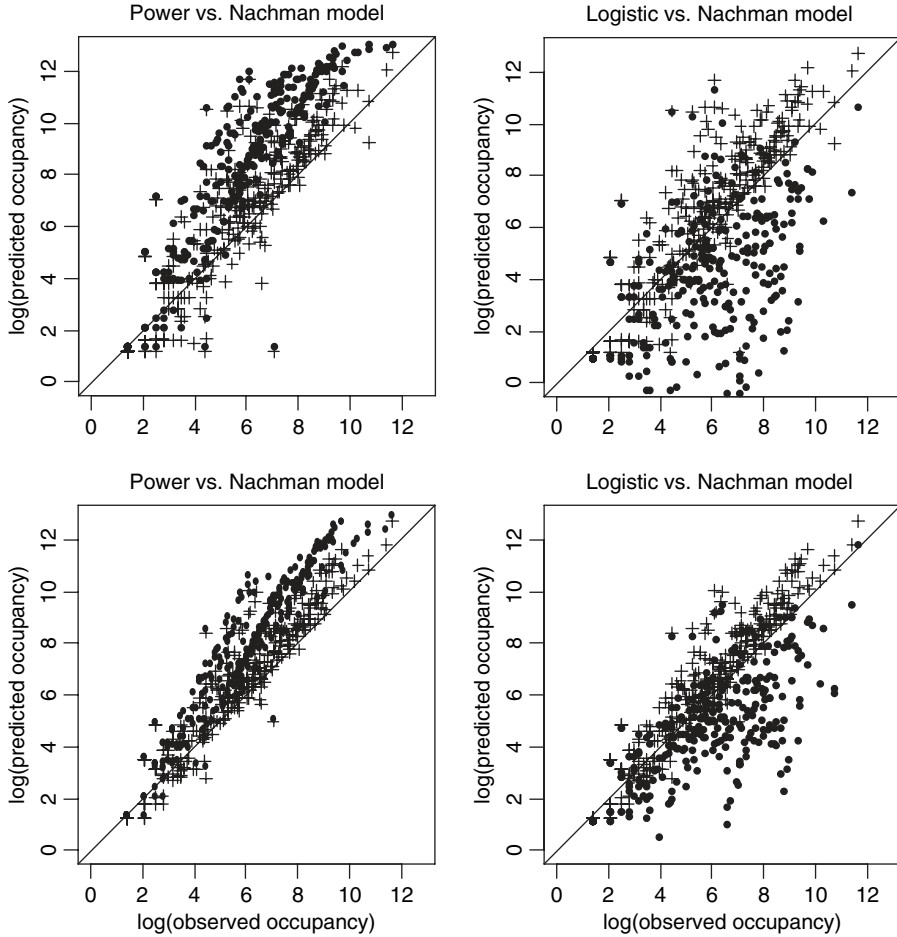 Power vs. Nachman model
log(predicted occupancy)
12
10
8
6
4
2
0
0 2 4 6 8 10 12
Logistic vs. Nachman model
log(predicted occupancy)
12
10
8
6
4
2
0
0 2 4 6 8 10 12
Power vs. Nachman model
log(predicted occupancy)
12
10
8
6
4
2
0
0 2 4 6 8 10 12
log(observed occupancy)
Logistic vs. Nachman model
log(predicted occupancy)
12
10
8
6
4
2
0
0 2 4 6 8 10 12
log(observed occupancy)